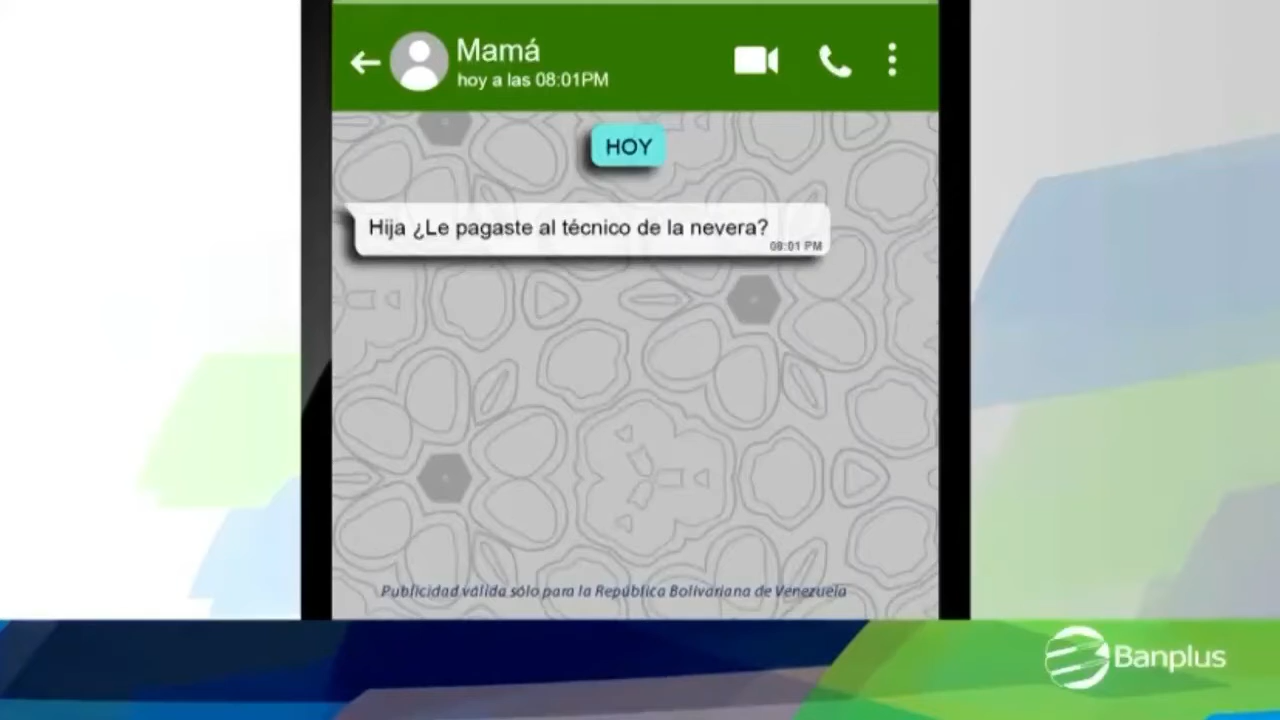 Mamá
hoy a las 08:01PM
HOY
Hija ¿Le pagaste al técnico de la nevera?
08:01 PM
Publicidad válida sólo para la República Bolivariana de Venezuela
Banplus